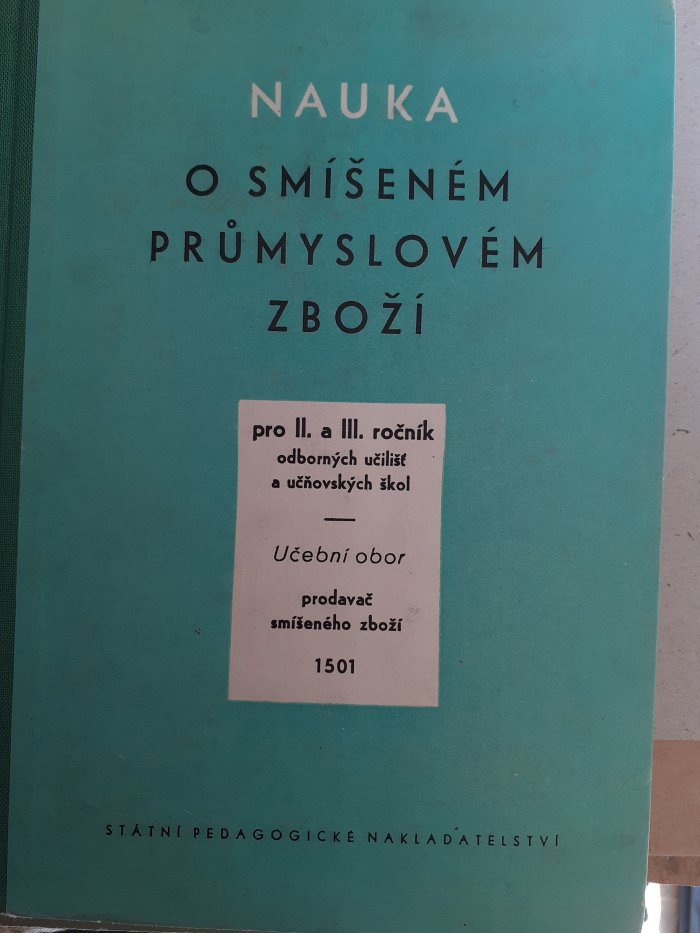 NAUKA
O SMÍŠENÉM
PRŮMYSLOVÉM
ZBOŽÍ
pro II. a III. ročník
odborných učilišť
a učňovských škol
Učební obor
prodavač
smíšeného zboží
1501
STÁTNÍ PEDAGOGICKÉ NAKLADATELSTVÍ